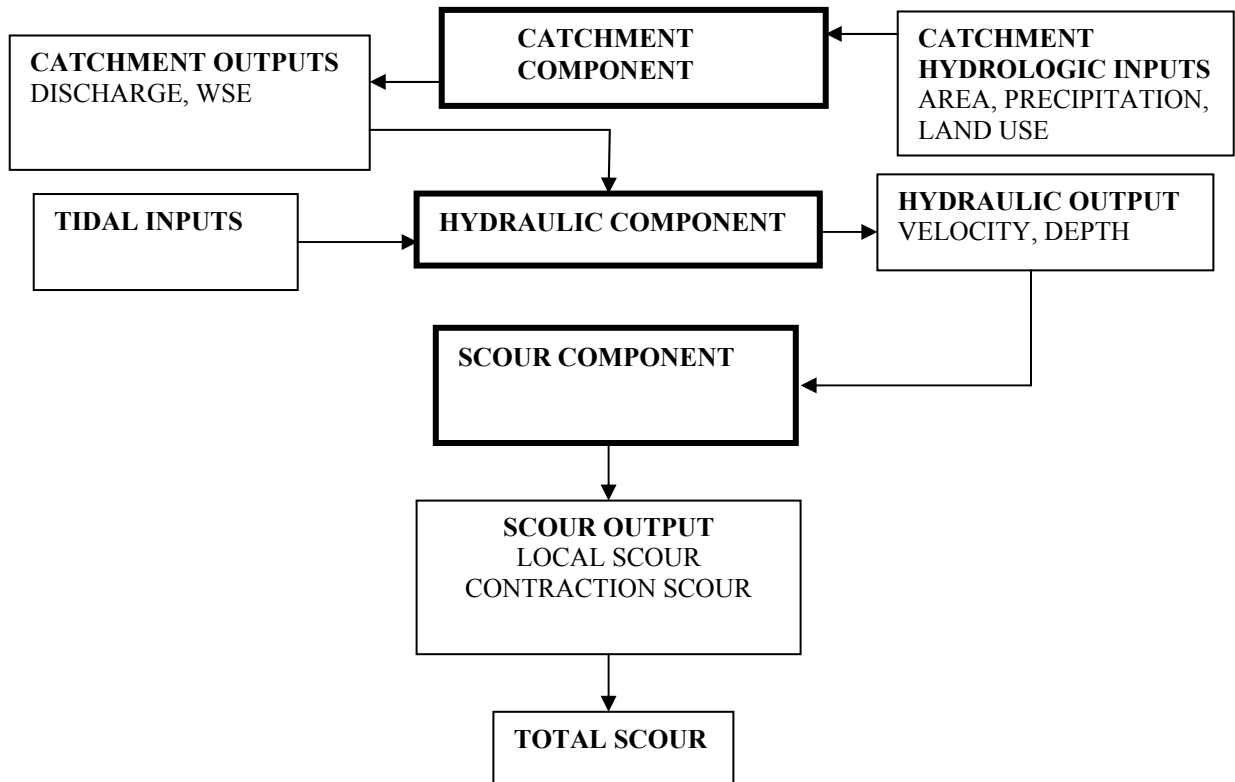 CATCHMENT OUTPUTS
DISCHARGE, WSE
CATCHMENT
COMPONENT
CATCHMENT
HYDROLOGIC INPUTS
AREA, PRECIPITATION,
LAND USE
TIDAL INPUTS
HYDRAULIC COMPONENT
HYDRAULIC OUTPUT
VELOCITY, DEPTH
SCOUR COMPONENT
SCOUR OUTPUT
LOCAL SCOUR
CONTRACTION SCOUR
TOTAL SCOUR